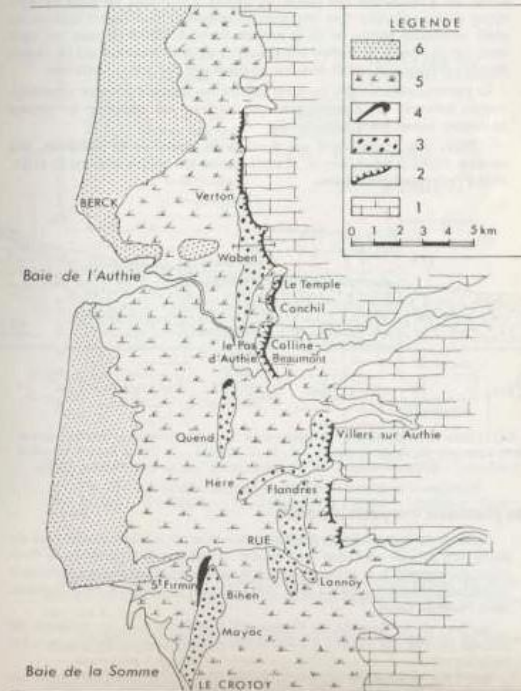 LEGENDE
6
5
4
3
2
1
0 1 2 3 4 5 km
BERCK
Verton
Waben
Baie de l'Authie
Le Temple
Conchil
le Pas
d'Authie
Colline-
Beaumont
Quend
Villers sur Authie
Here
Flandres
RUE
St Firmin
Lannoy
Bihen
Mayoc
Baie de la Somme
LE CROTOY